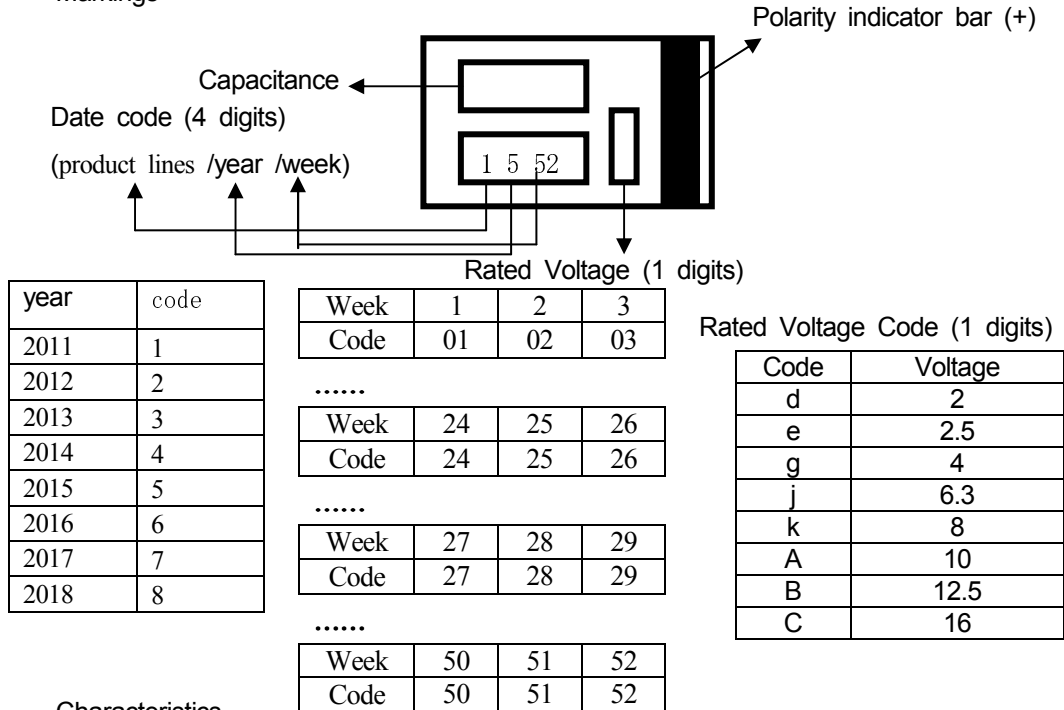 Polarity indicator bar (+)
Capacitance
Date code (4 digits)
(product lines /year /week)
1 5 52
Rated Voltage (1 digits)
year code
2011 1
2012 2
2013 3
2014 4
2015 5
2016 6
2017 7
2018 8
Week 1 2 3
Code 01 02 03
......
Week 24 25 26
Code 24 25 26
......
Week 27 28 29
Code 27 28 29
......
Week 50 51 52
Code 50 51 52
Rated Voltage Code (1 digits)
Code Voltage
d 2
e 2.5
g 4
j 6.3
k 8
A 10
B 12.5
C 16